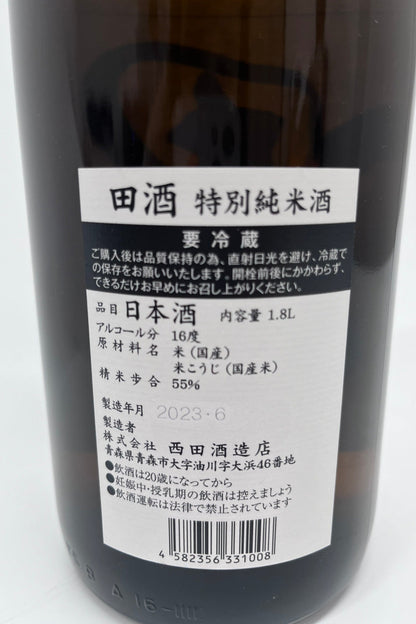 田酒 特別純米酒
要冷蔵
ご購入後は品質保持の為、直射日光を避け、冷蔵で
の保存をお願いいたします。開栓前後にかかわらず、
できるだけお早めにお召し上がりください。
品目 日本酒 内容量 1.8L
アルコール分 16度
原材料名 米(国産)
米こうじ(国産米)
精米歩合 55%
製造年月 2023·6
製造者
株式会社 西田酒造店
青森県青森市大字油川字大浜46番地
●飲酒は20歳になってから
●妊娠中・授乳期の飲酒は控えましょう
●飲酒運転は法律で禁止されています
4 582356 331008